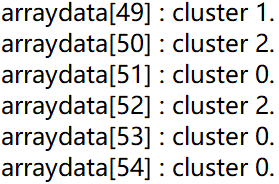 arraydata[49] : cluster 1.
arraydata[50] : cluster 2.
arraydata[51] : cluster 0.
arraydata[52] : cluster 2.
arraydata[53] : cluster 0.
arraydata[54] : cluster 0.